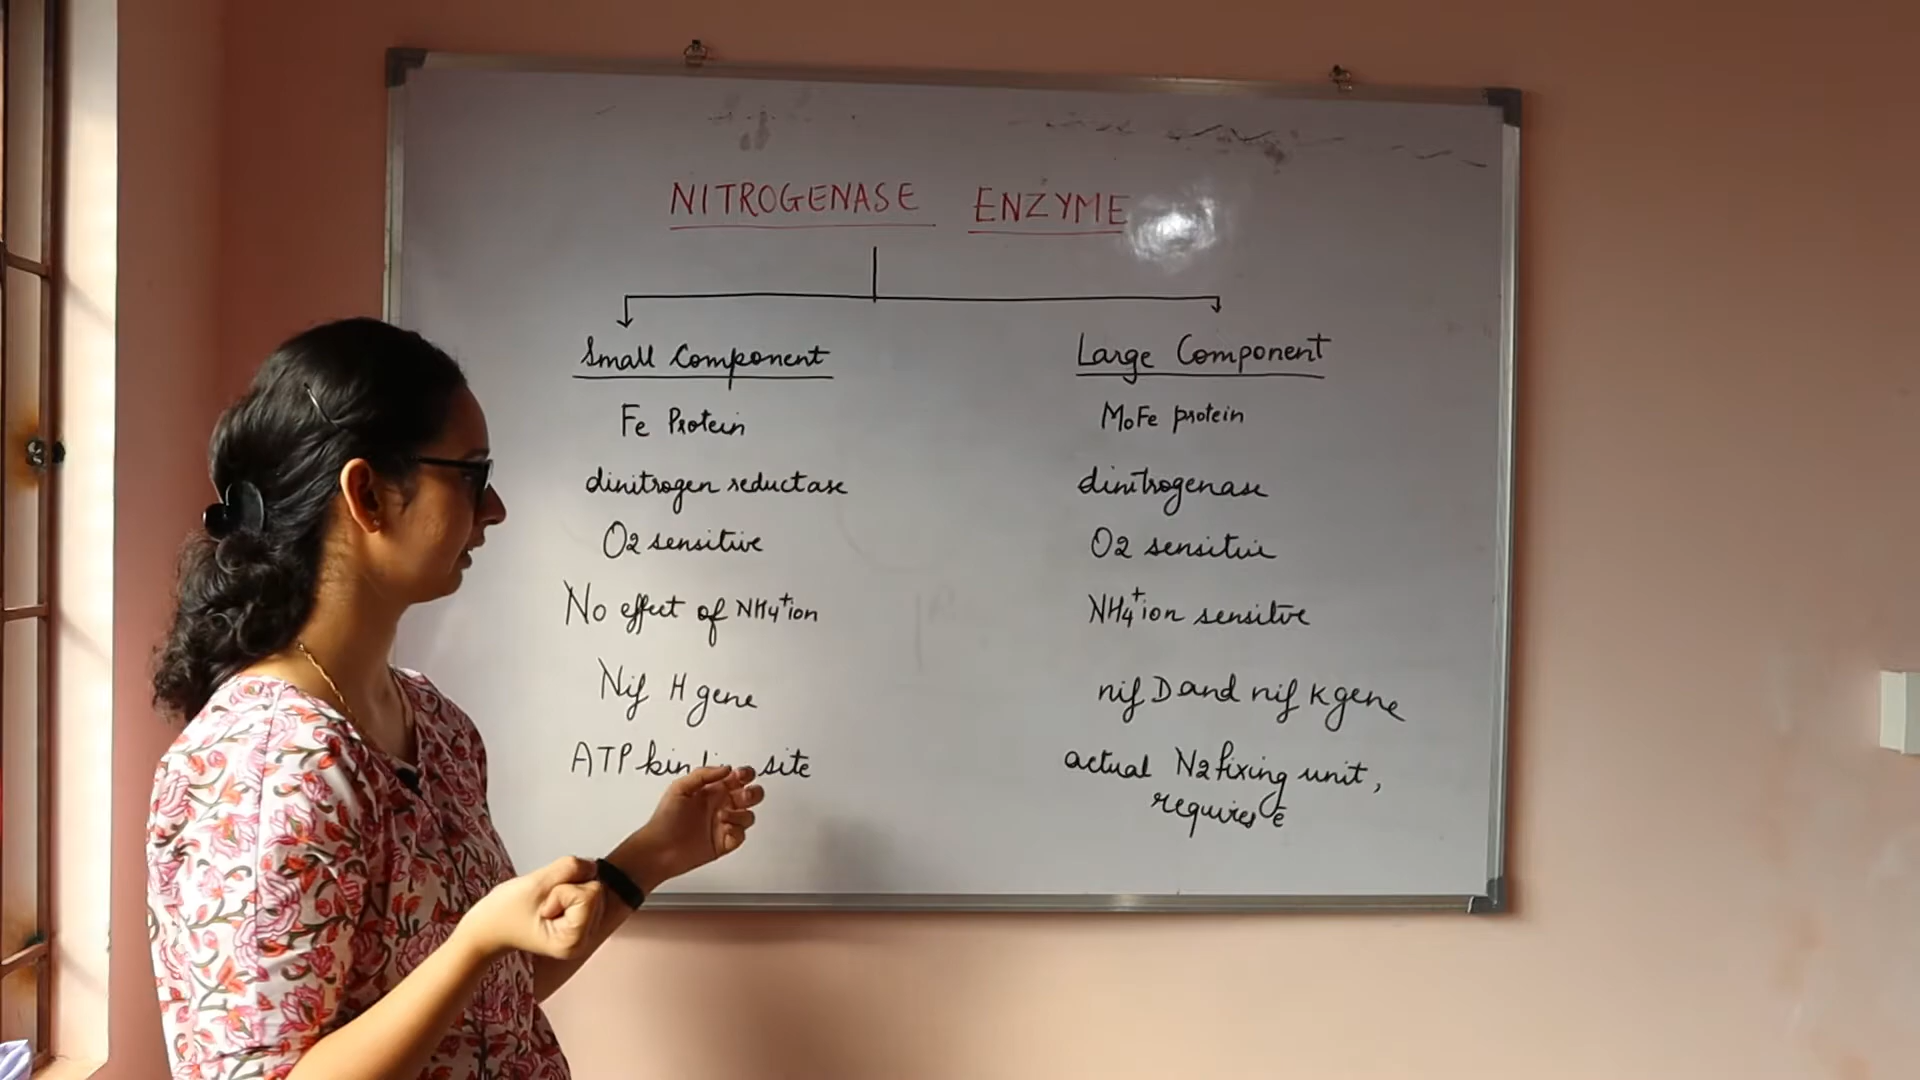 NITROGENASE ENZYME
Small Component
Fe Protein
dinitrogen reductase
O2 sensitive
No effect of NH4+ion
Nif H gene
ATP site
Large Component
MoFe protein
dinitrogenase
O2 sensitive
NH4+ion sensitive
nif D and nif K gene
actual N2 fixing unit,
requires e̅